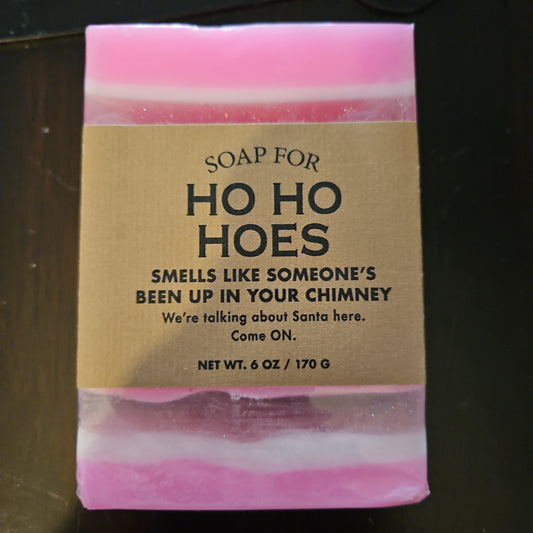 SOAP FOR
HO HO
HOES
SMELLS LIKE SOMEONE'S
BEEN UP IN YOUR CHIMNEY
We're talking about Santa here.
Come ON.
NET WT. 6 OZ / 170 G